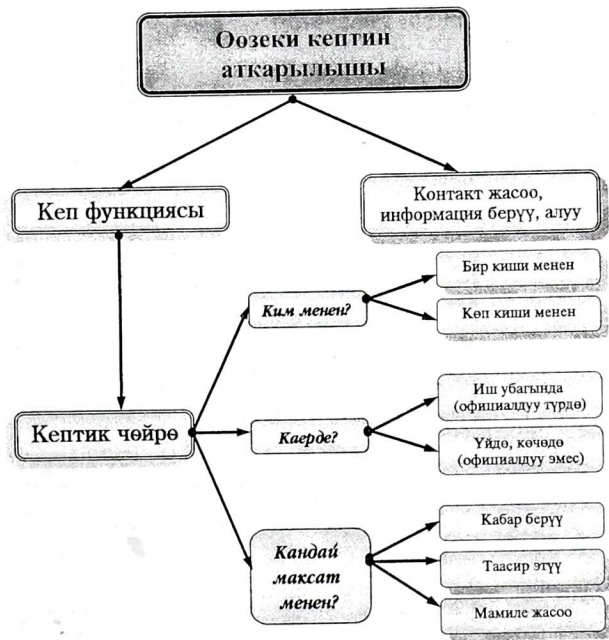 Оозеки кептин
аткарылышы
Кеп функциясы
Контакт жасоо,
информация берүү, алуу
Ким менен?
Бир киши менен
Көп киши менен
Кептик чөйрө
Каерде?
Иш убагында
(официалдуу түрдө)
Үйдө, көчөдө
(официалдуу эмес)
Кандай
максат
менен?
Кабар берүү
Таасир этүү
Мамиле жасоо